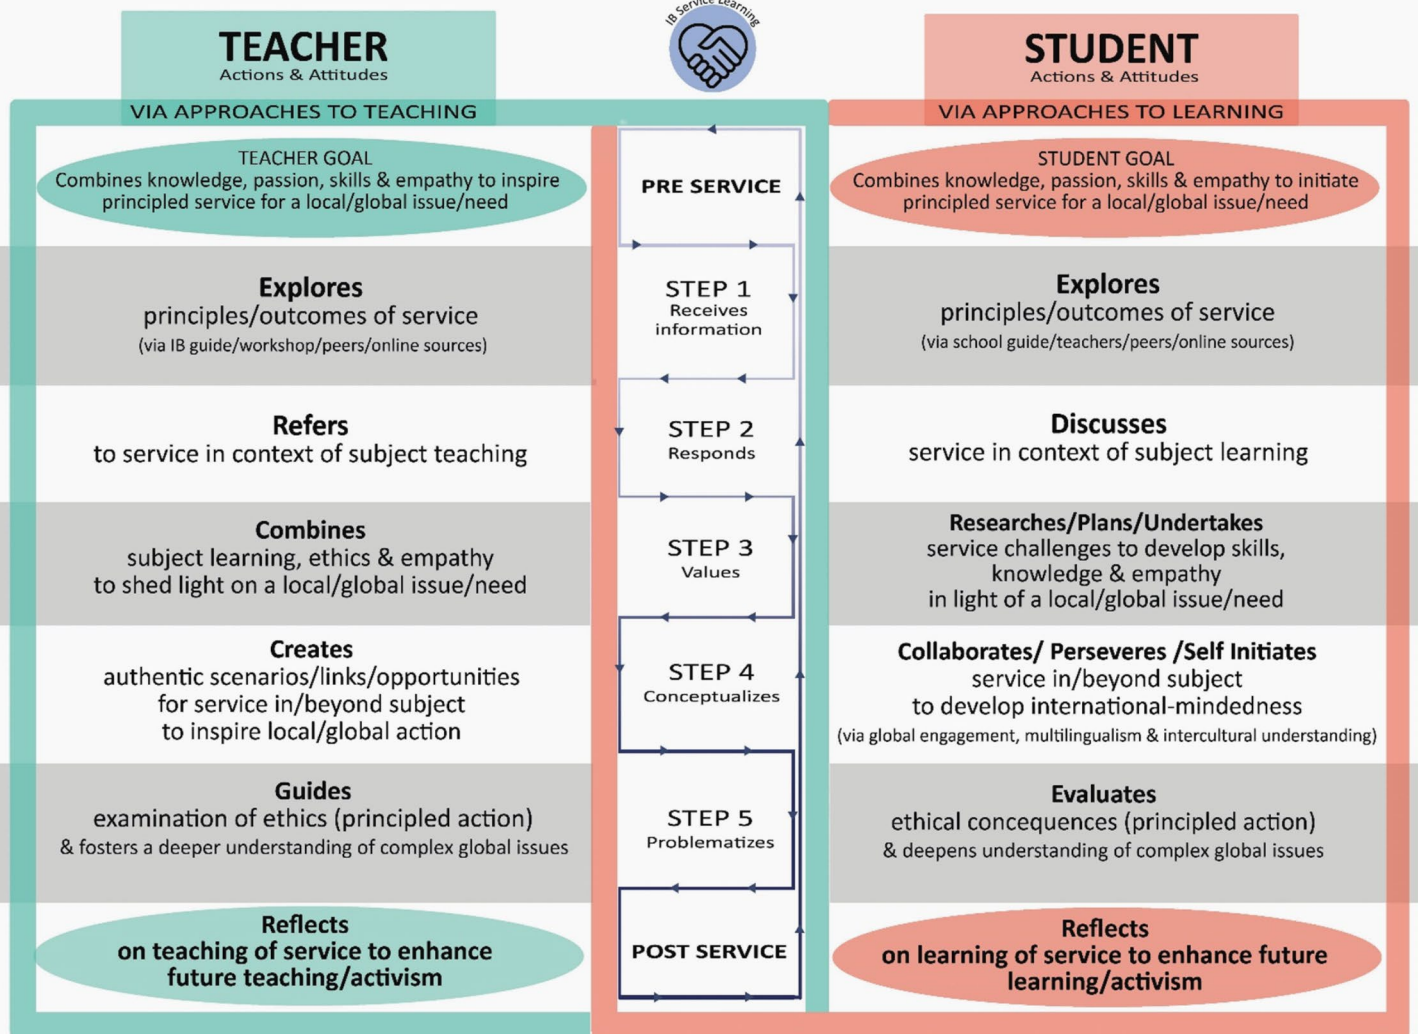 IB Service Learning
TEACHER
Actions & Attitudes
VIA APPROACHES TO TEACHING
STUDENT
Actions & Attitudes
VIA APPROACHES TO LEARNING
TEACHER GOAL
Combines knowledge, passion, skills & empathy to inspire
principled service for a local/global issue/need
PRE SERVICE
STUDENT GOAL
Combines knowledge, passion, skills & empathy to initiate
principled service for a local/global issue/need
Explores
principles/outcomes of service
(via IB guide/workshop/peers/online sources)
STEP 1
Receives
information
Explores
principles/outcomes of service
(via school guide/teachers/peers/online sources)
Refers
to service in context of subject teaching
STEP 2
Responds
Discusses
service in context of subject learning
Combines
subject learning, ethics & empathy
to shed light on a local/global issue/need
STEP 3
Values
Researches/Plans/Undertakes
service challenges to develop skills,
knowledge & empathy
in light of a local/global issue/need
Creates
authentic scenarios/links/opportunities
for service in/beyond subject
to inspire local/global action
STEP 4
Conceptualizes
Collaborates/ Perseveres /Self Initiates
service in/beyond subject
to develop international-mindedness
(via global engagement, multilingualism & intercultural understanding)
Guides
examination of ethics (principled action)
& fosters a deeper understanding of complex global issues
STEP 5
Problematizes
Evaluates
ethical concequences (principled action)
& deepens understanding of complex global issues
Reflects
on teaching of service to enhance
future teaching/activism
POST SERVICE
Reflects
on learning of service to enhance future
learning/activism